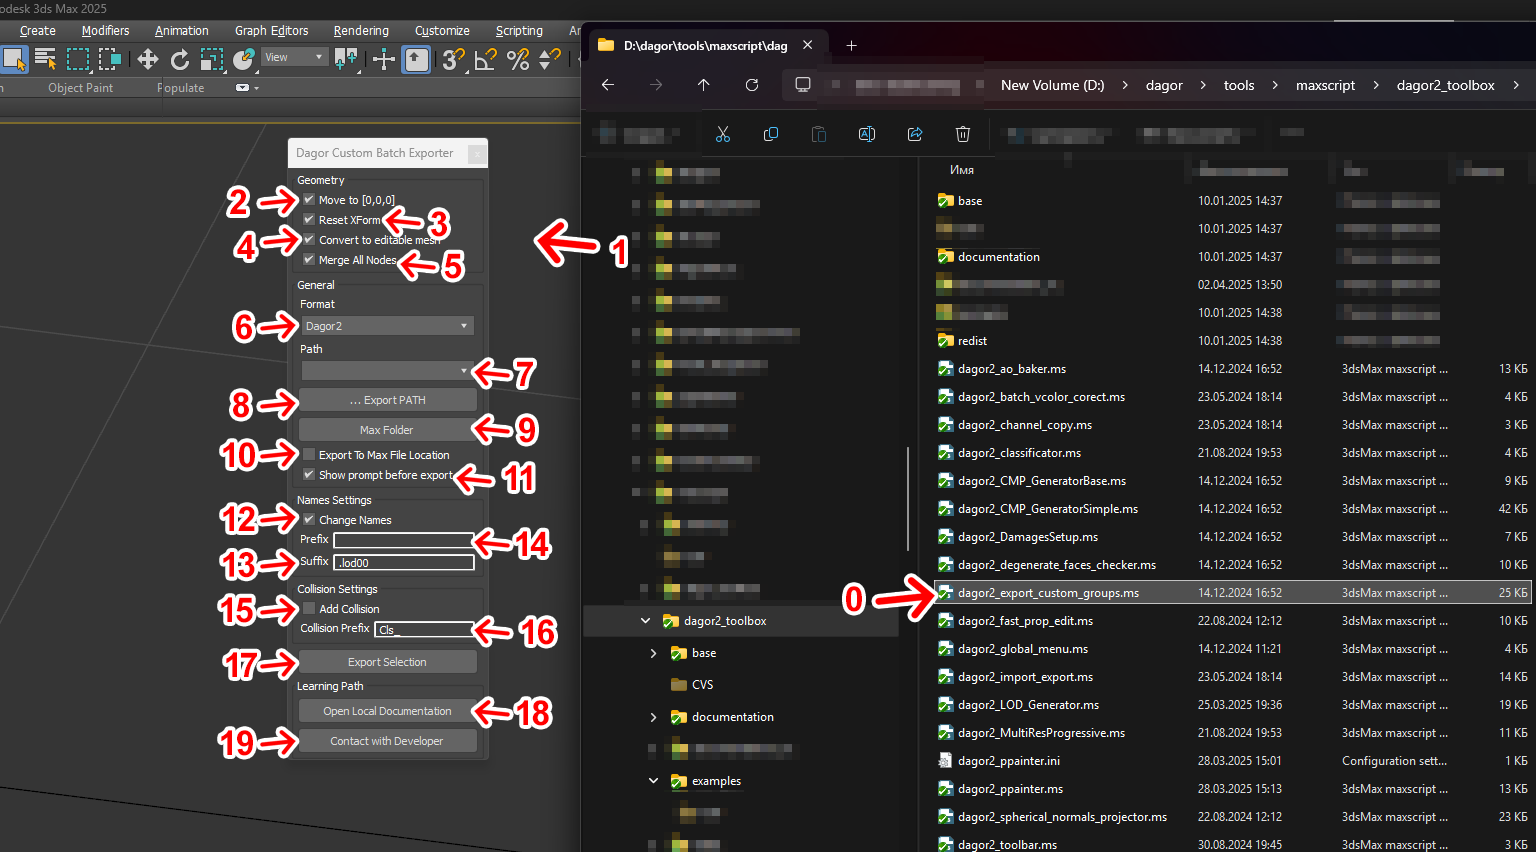 odesk 3ds Max 2025
Create Modifiers Animation Graph Editors Rendering Customize Scripting
View
Object Paint Populate
Dagor Custom Batch Exporter
Geometry
2 Move to [0,0,0]
Reset XForm 3
4 Convert to editable mesh
Merge All Nodes 5
1
General
Format
6 Dagor2
Path
7
8 ... Export PATH
Max Folder 9
10 Export To Max File Location
Show prompt before export 11
Names Settings
12 Change Names
Prefix 14
13 Suffix .lod00
Collision Settings
15 Add Collision
Collision Prefix Cls_ 16
17 Export Selection
Learning Path
Open Local Documentation 18
19 Contact with Developer
D:\dagor\tools\maxscript\dag
New Volume (D:) > dagor > tools > maxscript > dagor2_toolbox >
dagor2_toolbox
base
CVS
documentation
examples
Имя
base 10.01.2025 14:37
10.01.2025 14:37
documentation 10.01.2025 14:37
02.04.2025 13:50
10.01.2025 14:38
redist 10.01.2025 14:38
dagor2_ao_baker.ms 14.12.2024 16:52 3dsMax maxscript ... 13 КБ
dagor2_batch_vcolor_corect.ms 23.05.2024 18:14 3dsMax maxscript ... 4 КБ
dagor2_channel_copy.ms 23.05.2024 18:14 3dsMax maxscript ... 3 КБ
dagor2_classificator.ms 21.08.2024 19:53 3dsMax maxscript ... 4 КБ
dagor2_CMP_GeneratorBase.ms 14.12.2024 16:52 3dsMax maxscript ... 9 КБ
dagor2_CMP_GeneratorSimple.ms 14.12.2024 16:52 3dsMax maxscript ... 42 КБ
dagor2_DamagesSetup.ms 14.12.2024 16:52 3dsMax maxscript ... 7 КБ
dagor2_degenerate_faces_checker.ms 14.12.2024 16:52 3dsMax maxscript ... 10 КБ
0 dagor2_export_custom_groups.ms 14.12.2024 16:52 3dsMax maxscript ... 25 КБ
dagor2_fast_prop_edit.ms 22.08.2024 12:12 3dsMax maxscript ... 10 КБ
dagor2_global_menu.ms 14.12.2024 11:21 3dsMax maxscript ... 4 КБ
dagor2_import_export.ms 23.05.2024 18:14 3dsMax maxscript ... 14 КБ
dagor2_LOD_Generator.ms 25.03.2025 19:36 3dsMax maxscript ... 19 КБ
dagor2_MultiResProgressive.ms 21.08.2024 19:53 3dsMax maxscript ... 11 КБ
dagor2_ppainter.ini 28.03.2025 15:01 Configuration sett... 1 КБ
dagor2_ppainter.ms 28.03.2025 15:13 3dsMax maxscript ... 13 КБ
dagor2_spherical_normals_projector.ms 22.08.2024 12:12 3dsMax maxscript ... 23 КБ
dagor2_toolbar.ms 30.08.2024 19:45 3dsMax maxscript ... 3 КБ